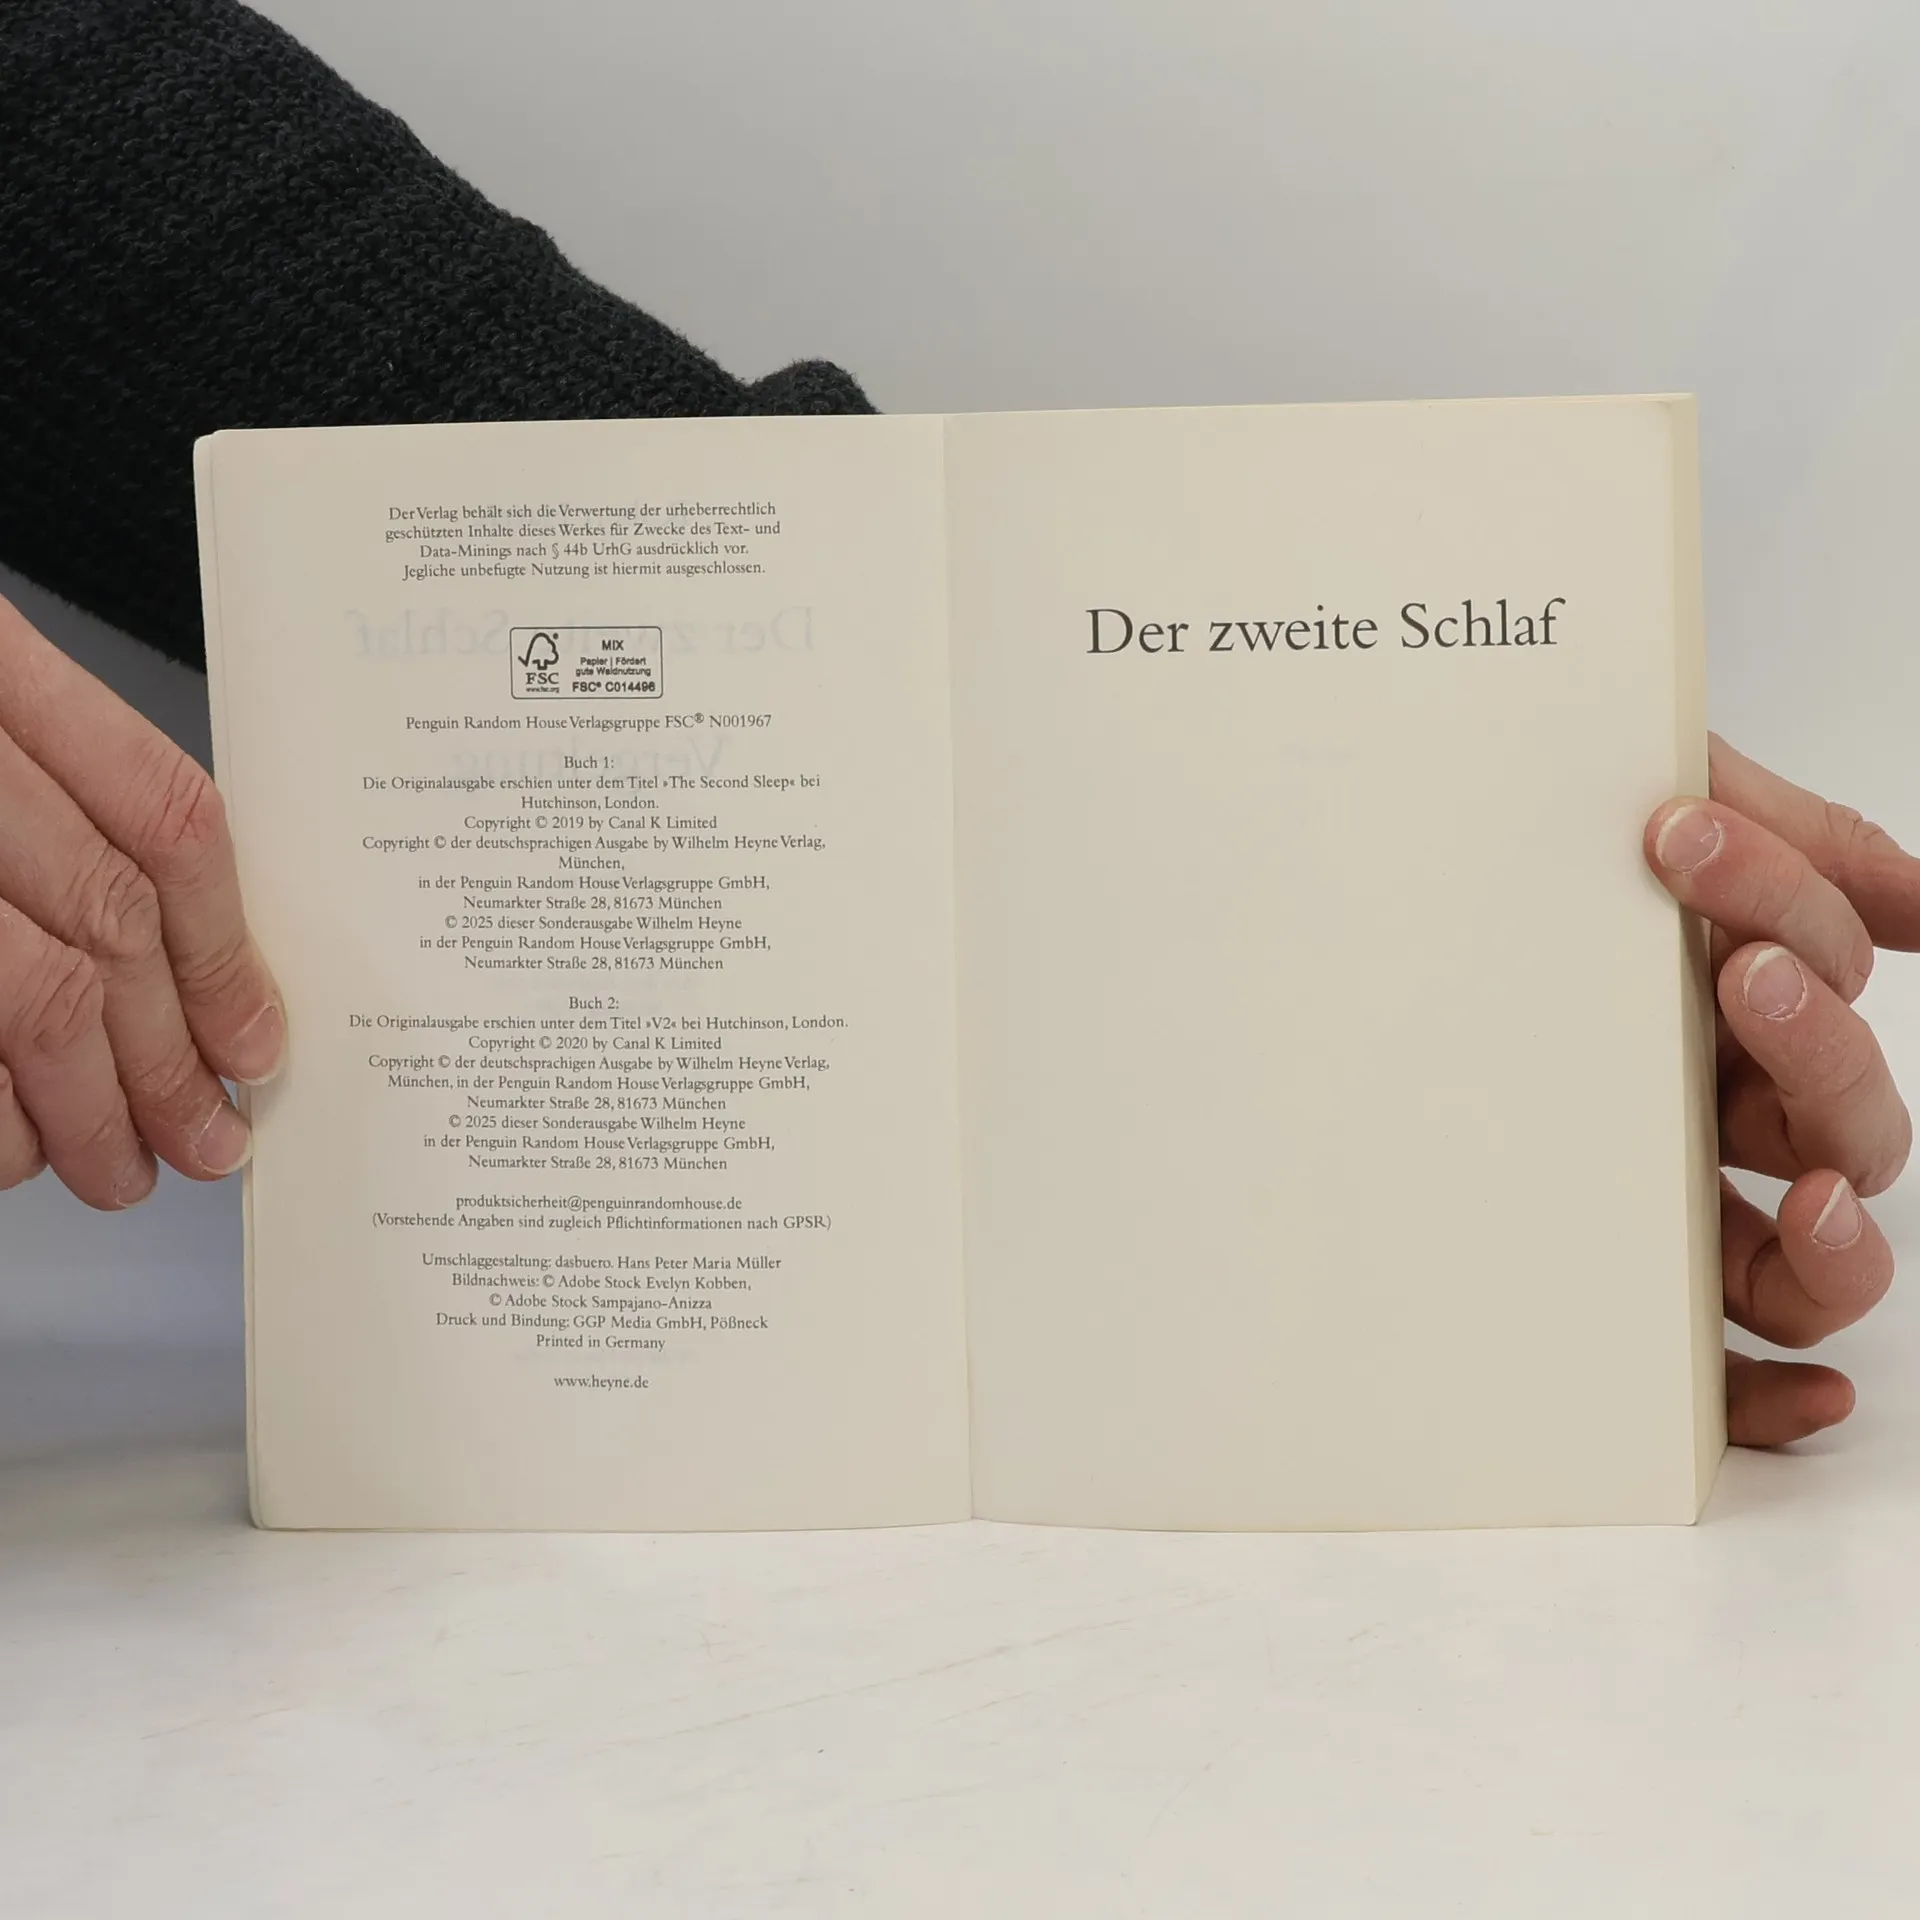 Der Verlag behält sich die Verwertung der urheberrechtlich
geschützten Inhalte dieses Werkes für Zwecke des Text- und
Data-Minings nach § 44b UrhG ausdrücklich vor.
Jegliche unbefugte Nutzung ist hiermit ausgeschlossen.
FSC
www.fsc.org
MIX
Papier | Fördert
gute Waldnutzung
FSC® C014496
Penguin Random House Verlagsgruppe FSC® N001967
Buch 1:
Die Originalausgabe erschien unter dem Titel »The Second Sleep« bei
Hutchinson, London.
Copyright © 2019 by Canal K Limited
Copyright © der deutschsprachigen Ausgabe by Wilhelm Heyne Verlag,
München,
in der Penguin Random House Verlagsgruppe GmbH,
Neumarkter Straße 28, 81673 München
© 2025 dieser Sonderausgabe Wilhelm Heyne
in der Penguin Random House Verlagsgruppe GmbH,
Neumarkter Straße 28, 81673 München
Buch 2:
Die Originalausgabe erschien unter dem Titel »V2« bei Hutchinson, London.
Copyright © 2020 by Canal K Limited
Copyright © der deutschsprachigen Ausgabe by Wilhelm Heyne Verlag,
München, in der Penguin Random House Verlagsgruppe GmbH,
Neumarkter Straße 28, 81673 München
© 2025 dieser Sonderausgabe Wilhelm Heyne
in der Penguin Random House Verlagsgruppe GmbH,
Neumarkter Straße 28, 81673 München
produktsicherheit@penguinrandomhouse.de
(Vorstehende Angaben sind zugleich Pflichtinformationen nach GPSR)
Umschlaggestaltung: dasbuero. Hans Peter Maria Müller
Bildnachweis: © Adobe Stock Evelyn Kobben,
© Adobe Stock Sampajano-Anizza
Druck und Bindung: GGP Media GmbH, Pößneck
Printed in Germany
www.heyne.de
Der zweite Schlaf